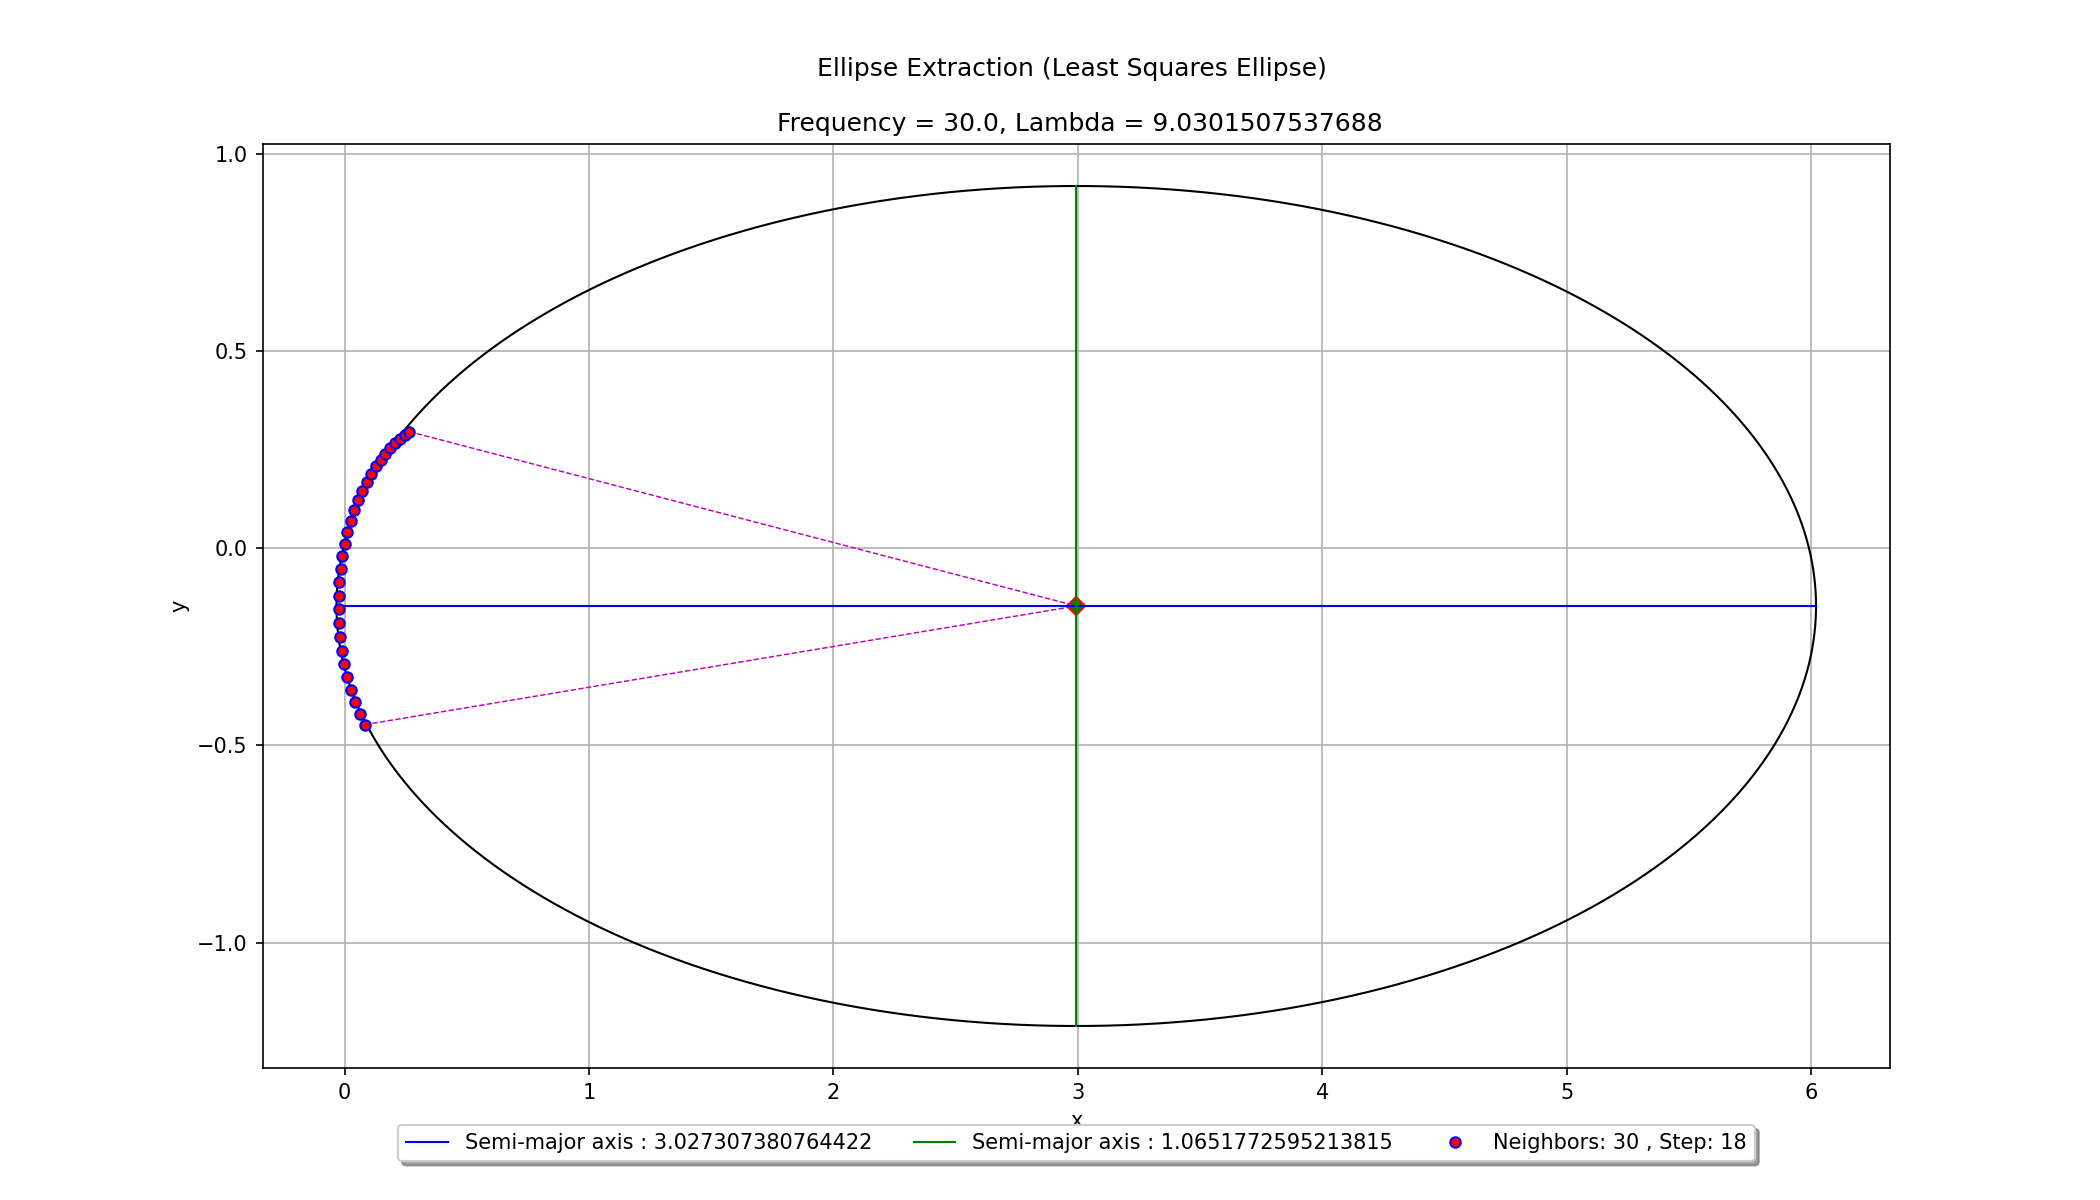 Ellipse Extraction (Least Squares Ellipse)
Frequency = 30.0, Lambda = 9.0301507537688
1.0
0.5
0.0
−0.5
−1.0
y
0 1 2 3 4 5 6
x
Semi-major axis : 3.027307380764422 Semi-major axis : 1.0651772595213815 Neighbors: 30 , Step: 18